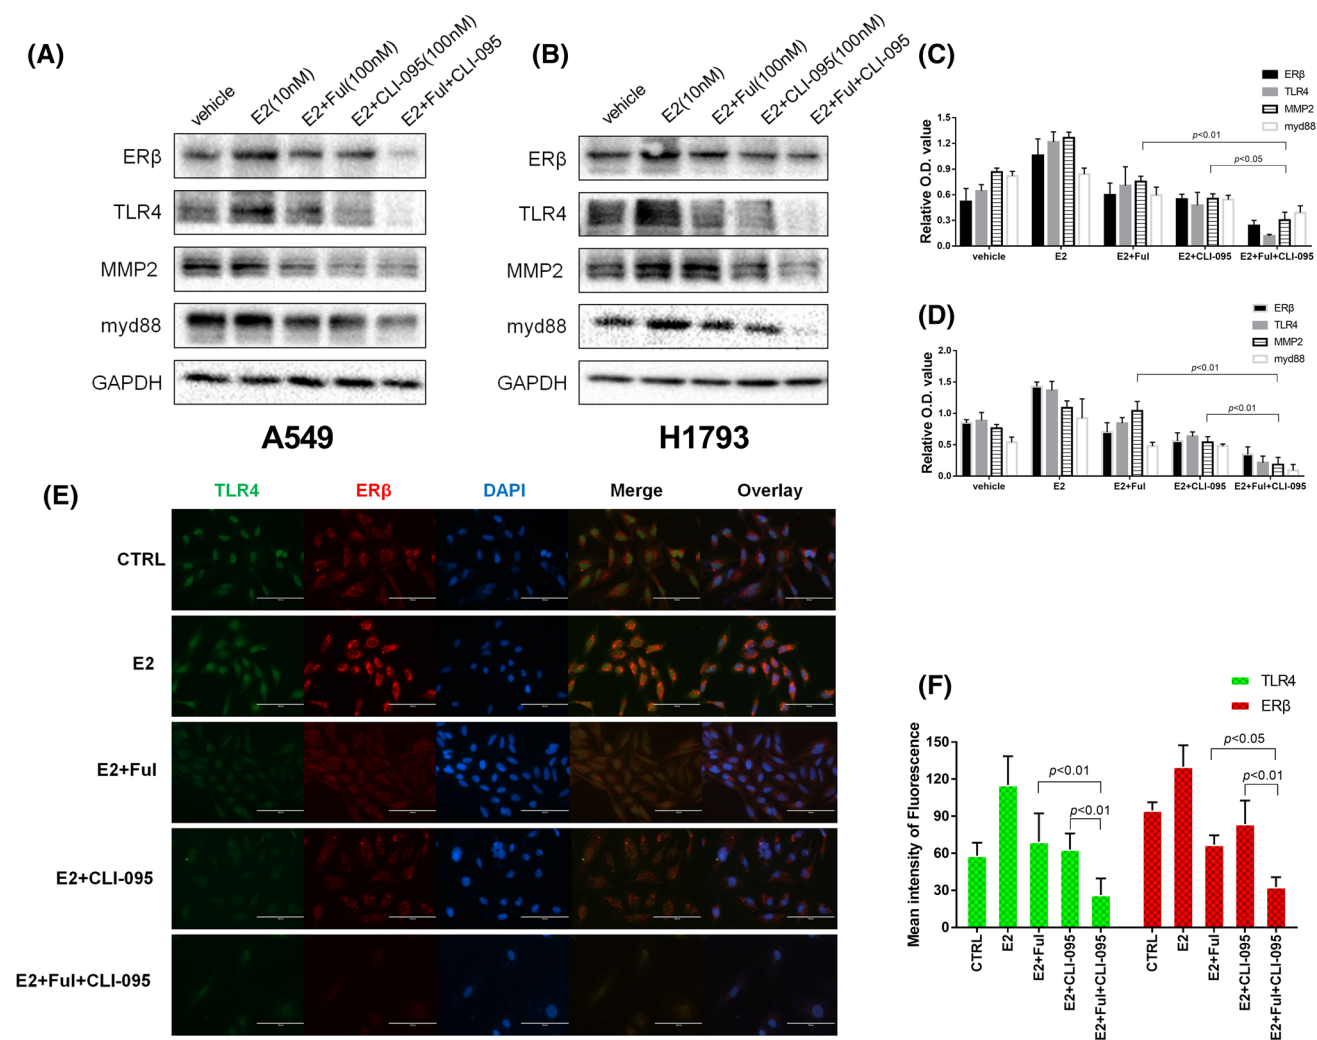 (A)
vehicle
E2(10nM)
E2+Ful(100nM)
E2+CLI-095(100nM)
E2+Ful+CLI-095
ERβ
TLR4
MMP2
myd88
GAPDH
A549
(B)
vehicle
E2(10nM)
E2+Ful(100nM)
E2+CLI-095(100nM)
E2+Ful+CLI-095
ERβ
TLR4
MMP2
myd88
GAPDH
H1793
(C)
ERβ
TLR4
MMP2
myd88
Relative O.D. value
1.5
1.2
0.9
0.6
0.3
0.0
p<0.01
p<0.05
vehicle E2 E2+Ful E2+CLI-095 E2+Ful+CLI-095
(D)
ERβ
TLR4
MMP2
myd88
Relative O.D. value
2.0
1.5
1.0
0.5
0.0
p<0.01
p<0.01
vehicle E2 E2+Ful E2+CLI-095 E2+Ful+CLI-095
(E)
TLR4 ERβ DAPI Merge Overlay
CTRL
E2
E2+Ful
E2+CLI-095
E2+Ful+CLI-095
(F)
TLR4
ERβ
Mean intensity of Fluorescence
150
120
90
60
30
0
p<0.01
p<0.01
p<0.05
p<0.01
CTRL
E2
E2+Ful
E2+CLI-095
E2+Ful+CLI-095
CTRL
E2
E2+Ful
E2+CLI-095
E2+Ful+CLI-095